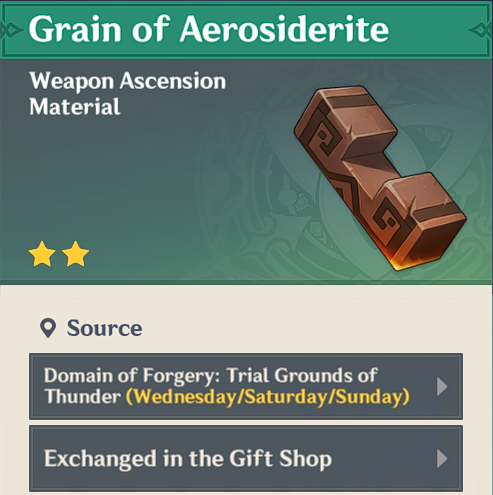 Grain of Aerosiderite
Weapon Ascension
Material
Source
Domain of Forgery: Trial Grounds of
Thunder (Wednesday/Saturday/Sunday)
Exchanged in the Gift Shop